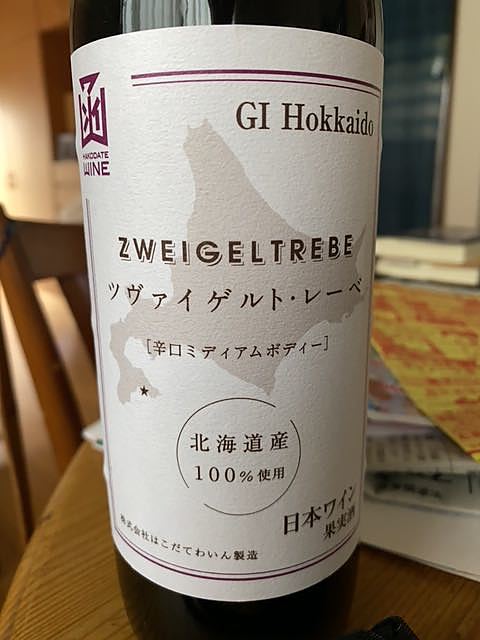 GI Hokkaido
函
HAKODATE
WINE
ZWEIGELTREBE
ツヴァイゲルト・レーベ
[辛口ミディアムボディー]
北海道産
100%使用
日本ワイン
果実酒
株式会社はこだてわいん製造